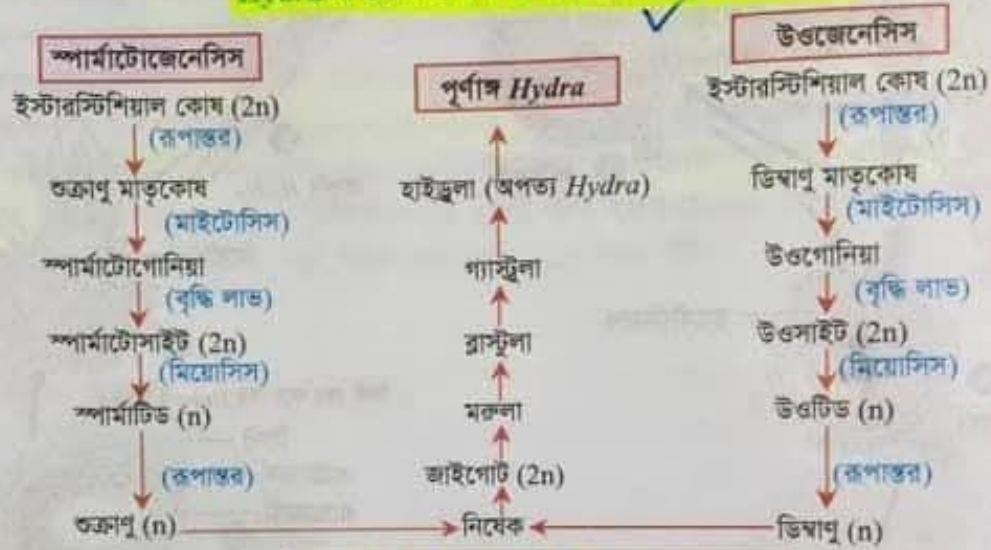 স্পার্মাটোজেনেসিস
ইস্টারস্টিশিয়াল কোষ (2n)
(রূপান্তর)
শুক্রাণু মাতৃকোষ
(মাইটোসিস)
স্পার্মাটোগোনিয়া
(বৃদ্ধি লাভ)
স্পার্মাটোসাইট (2n)
(মিয়োসিস)
স্পার্মাটিড (n)
(রূপান্তর)
শুক্রাণু (n)
পূর্ণাঙ্গ Hydra
হাইড্রুলা (অপত্য Hydra)
গ্যাস্ট্রুলা
ব্লাস্টুলা
মরুলা
জাইগোট (2n)
নিষেক
উওজেনেসিস
ইস্টারস্টিশিয়াল কোষ (2n)
(রূপান্তর)
ডিম্বাণু মাতৃকোষ
(মাইটোসিস)
উওগোনিয়া
(বৃদ্ধি লাভ)
উওসাইট (2n)
(মিয়োসিস)
উওটিড (n)
(রূপান্তর)
ডিম্বাণু (n)